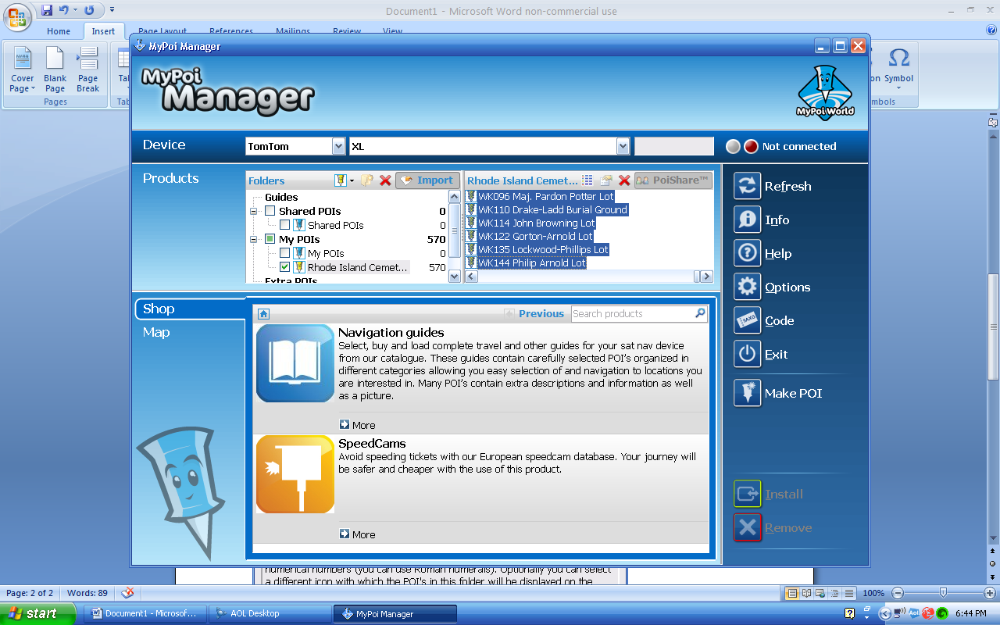 Document1 - Microsoft Word non-commercial use
Home Insert Page Layout References Mailings Review View
Cover Page
Blank Page
Page Break
Pages
Symbol
MyPoi Manager
MyPoi
Manager
MyPoi World
Device TomTom XL Not connected
Products
Folders Import
Guides
Shared POIs 0
Shared POIs 0
My POIs 570
My POIs 0
Rhode Island Cemet... 570
Extra POIs
Rhode Island Cemet... PoiShare™
WK096 Maj. Pardon Potter Lot
WK110 Drake-Ladd Burial Ground
WK114 John Browning Lot
WK122 Gorton-Arnold Lot
WK135 Lockwood-Phillips Lot
WK144 Philip Arnold Lot
Refresh
Info
Help
Options
Code
Exit
Make POI
Install
Remove
Shop
Map
Previous Search products
Navigation guides
Select, buy and load complete travel and other guides for your sat nav device
from our catalogue. These guides contain carefully selected POI's organized in
different categories allowing you easy selection of and navigation to locations you
are interested in. Many POI's contain extra descriptions and information as well
as a picture.
More
SpeedCams
Avoid speeding tickets with our European speedcam database. Your journey will
be safer and cheaper with the use of this product.
More
numerical numbers (you can use Roman numerals). Optionally you can select
a different icon with which the POI's in this folder will be displayed on the
Page: 2 of 2 Words: 89 100%
start Document1 - Microsof... AOL Desktop MyPoi Manager 6:44 PM